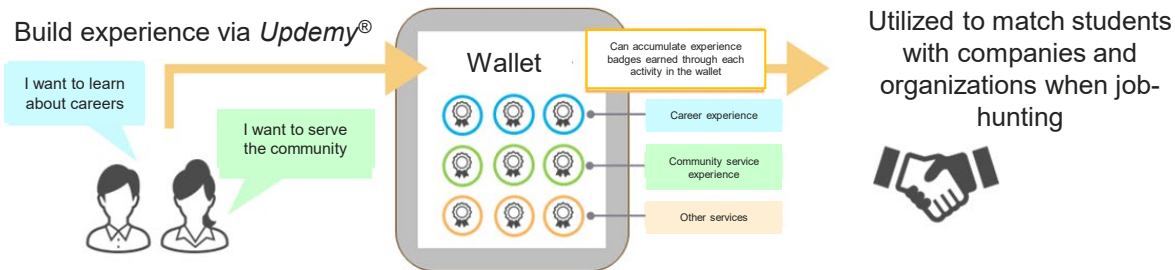 Build experience via Updemy®
I want to learn
about careers
I want to serve
the community
Wallet
Can accumulate experience
badges earned through each
activity in the wallet
Career experience
Community service
experience
Other services
Utilized to match students
with companies and
organizations when job-
hunting